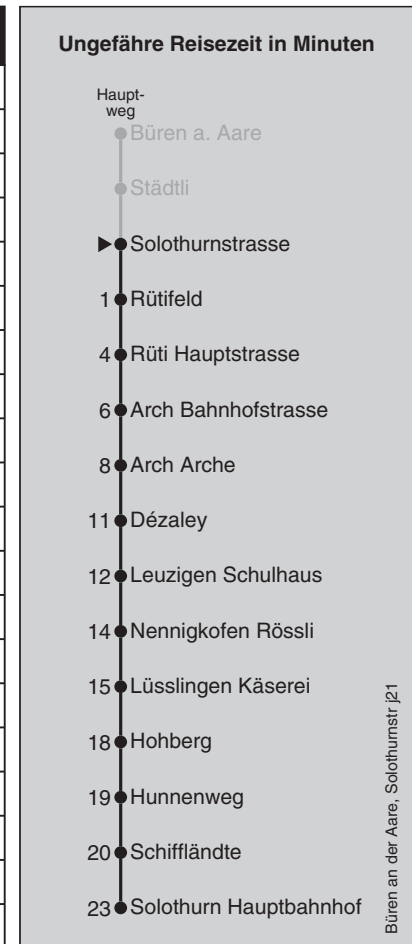 Ungefähre Reisezeit in Minuten
Haupt-
weg
Büren a. Aare
Städtli
Solothurnstrasse
1 Rütifeld
4 Rüti Hauptstrasse
6 Arch Bahnhofstrasse
8 Arch Arche
11 Dézaley
12 Leuzigen Schulhaus
14 Nennigkofen Rössli
15 Lüsslingen Käserei
18 Hohberg
19 Hunnenweg
20 Schiffländte
23 Solothurn Hauptbahnhof
Büren an der Aare, Solothurnstr j21